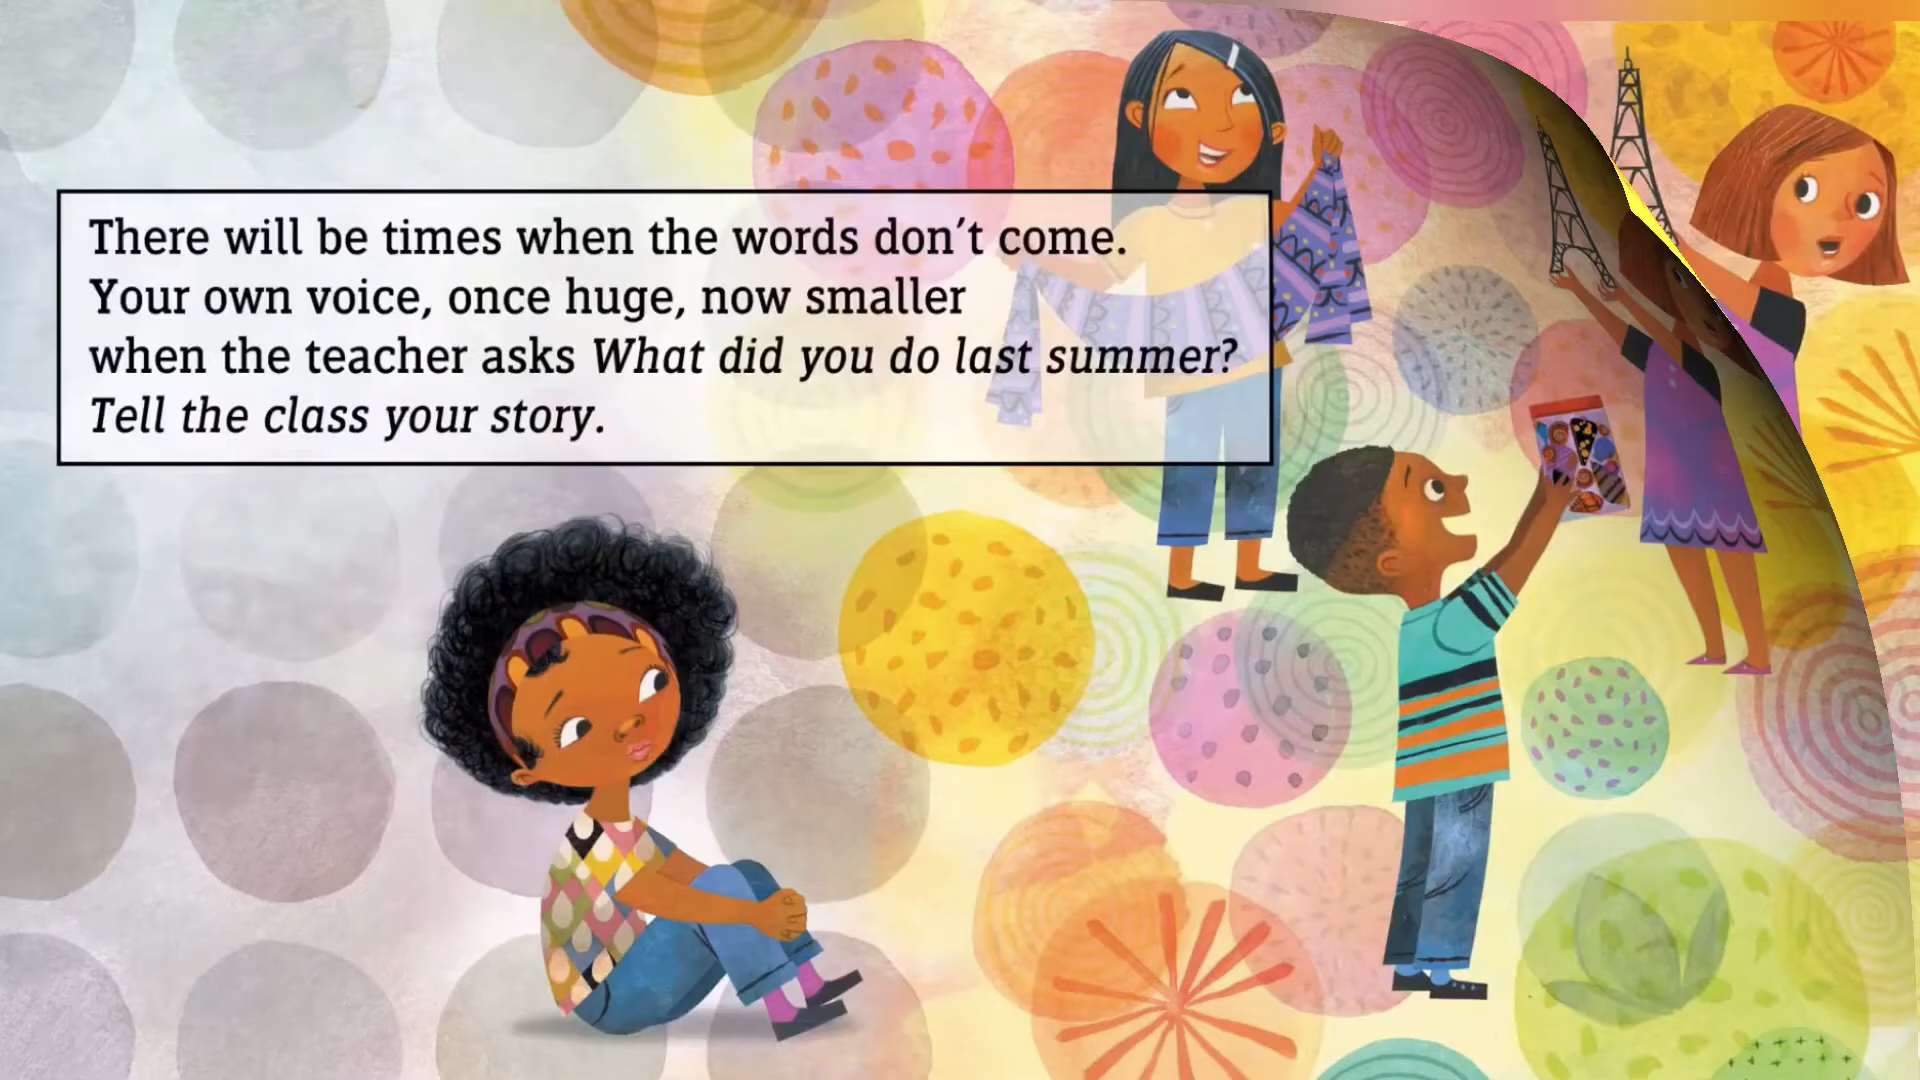 There will be times when the words don’t come.
Your own voice, once huge, now smaller
when the teacher asks What did you do last summer?
Tell the class your story.